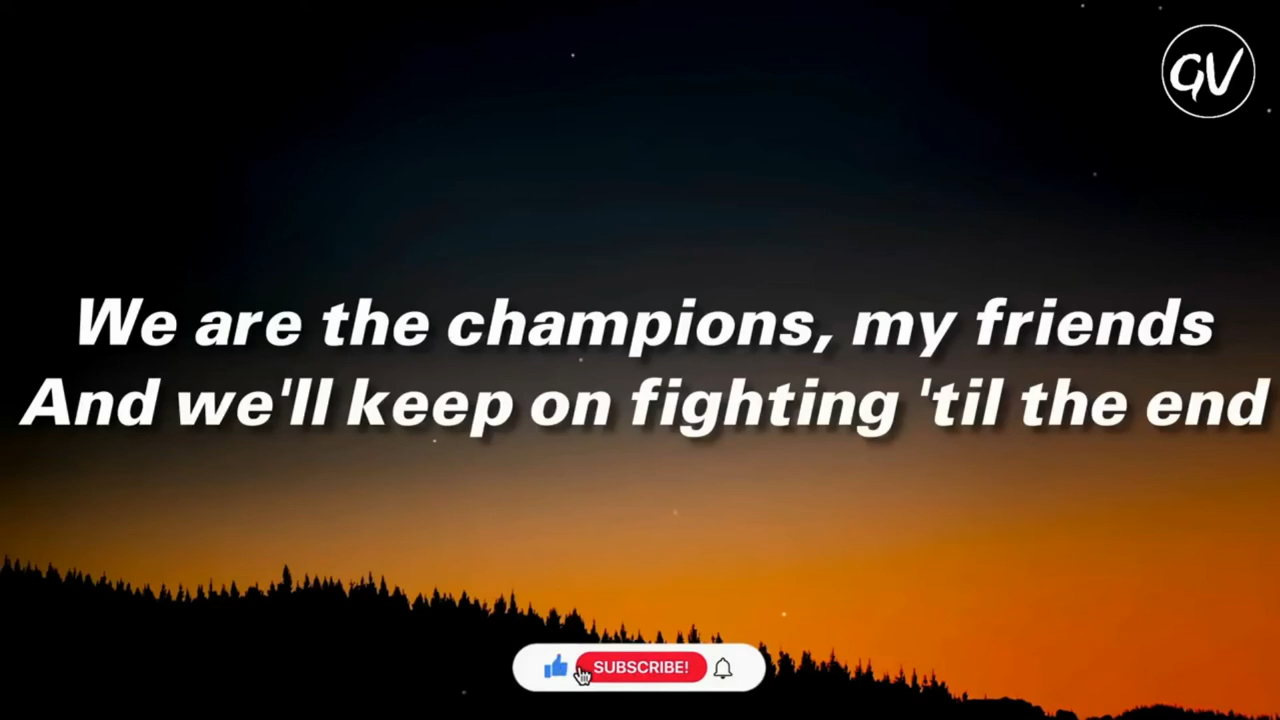 GV
We are the champions, my friends
And we'll keep on fighting 'til the end
SUBSCRIBE!